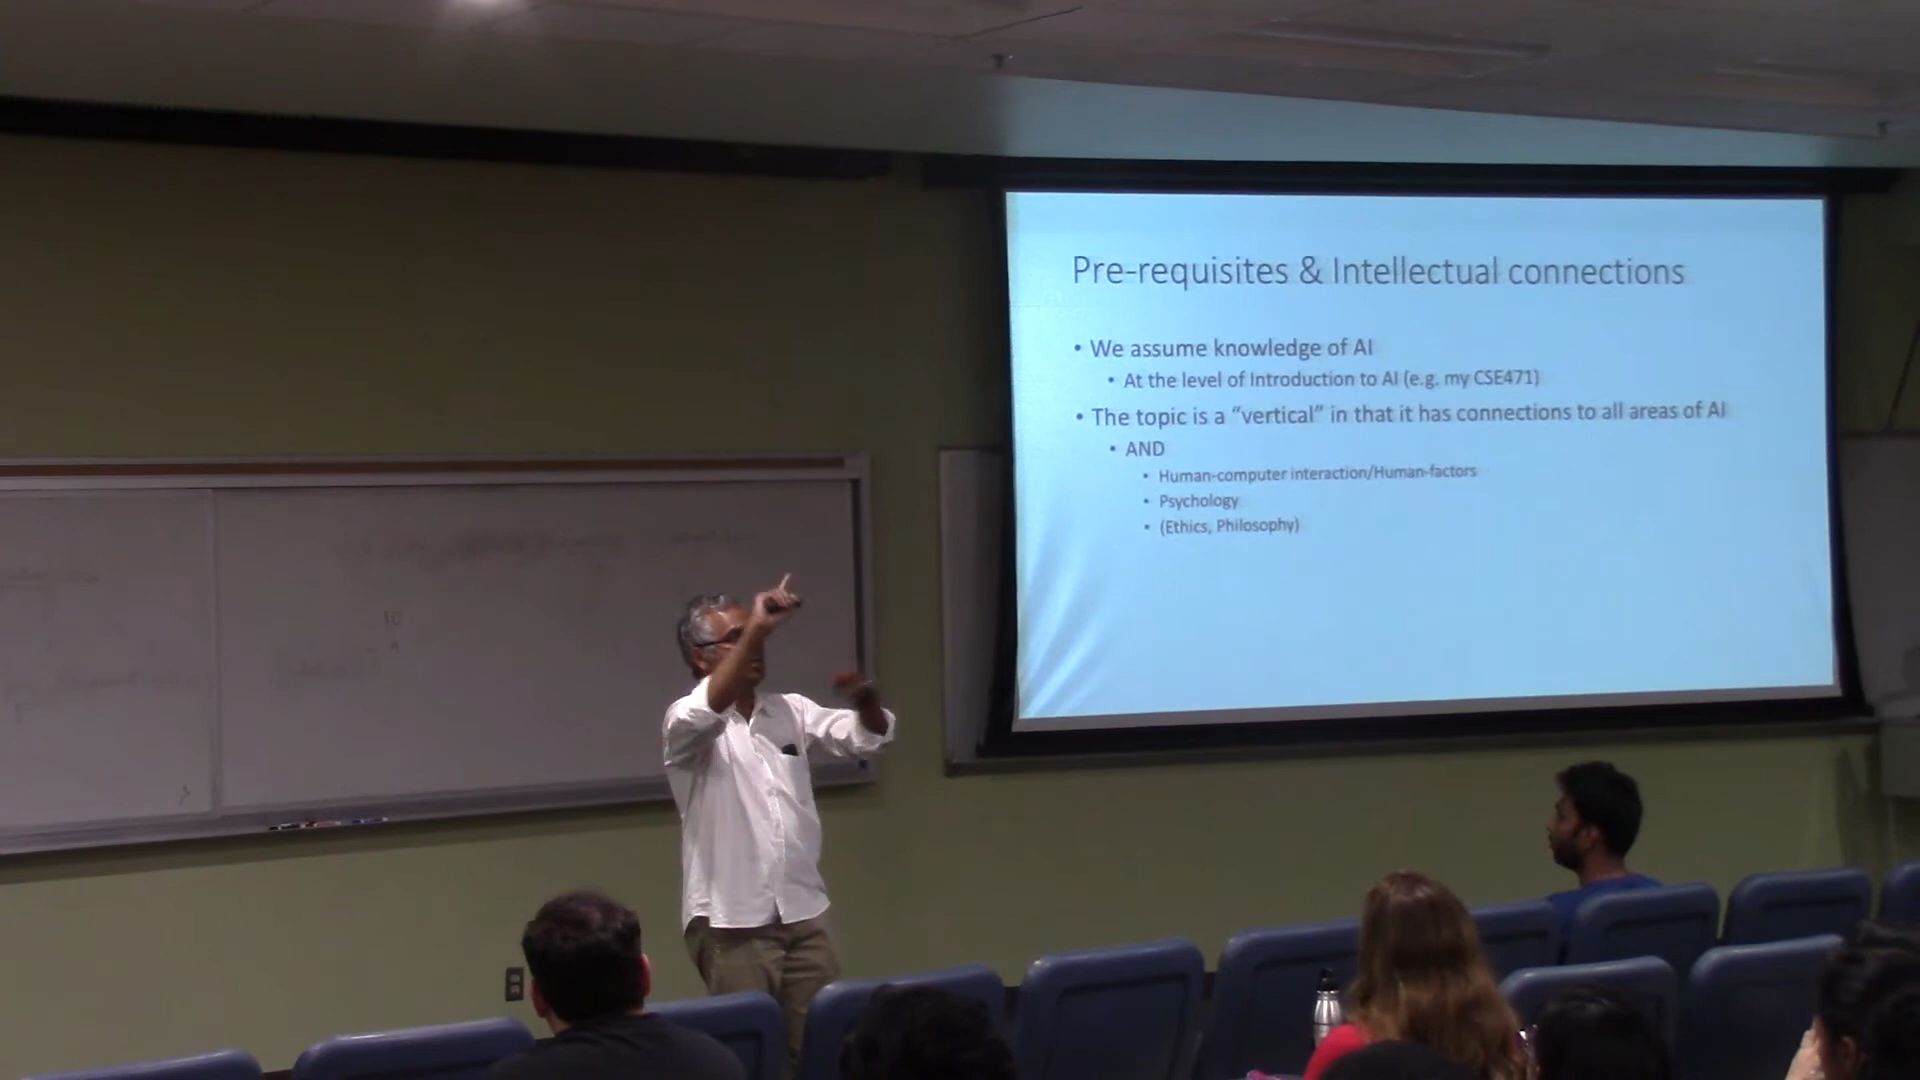 Pre-requisites & Intellectual connections
• We assume knowledge of AI
• At the level of Introduction to AI (e.g. my CSE471)
• The topic is a “vertical” in that it has connections to all areas of AI
• AND
• Human-computer interaction/Human-factors
• Psychology
• (Ethics, Philosophy)